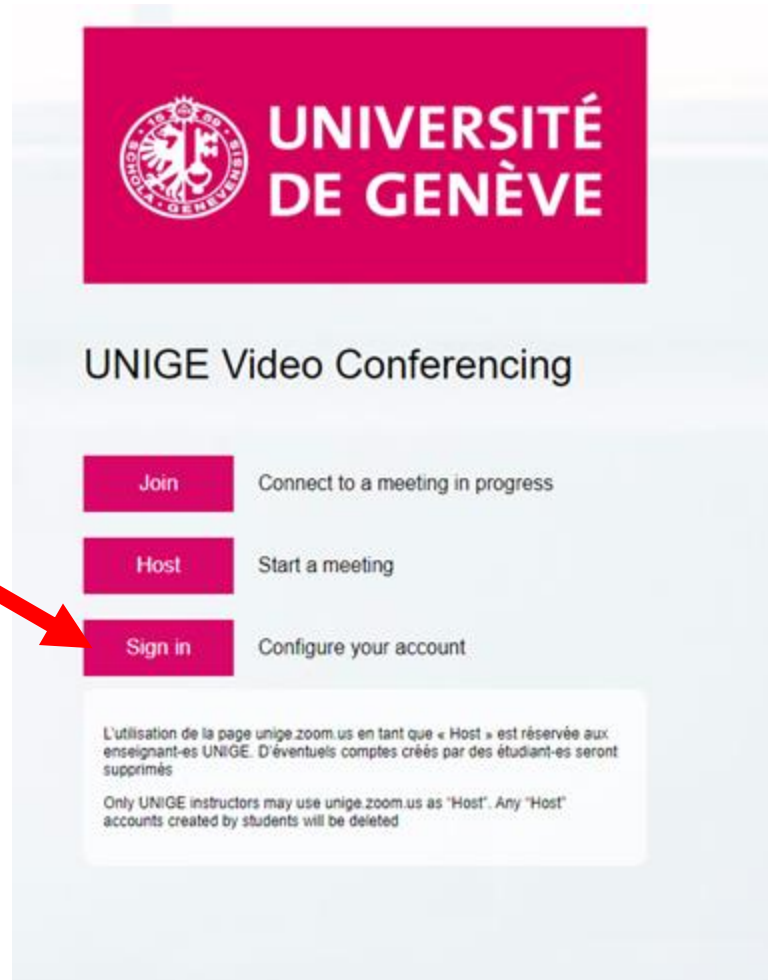 UNIVERSITÉ
DE GENÈVE
SCHOLA · GENEVENSIS
1559
UNIGE Video Conferencing
Join Connect to a meeting in progress
Host Start a meeting
Sign in Configure your account
L'utilisation de la page unige.zoom.us en tant que « Host » est réservée aux
enseignant-es UNIGE. D'éventuels comptes créés par des étudiant-es seront
supprimés
Only UNIGE instructors may use unige.zoom.us as "Host". Any "Host"
accounts created by students will be deleted